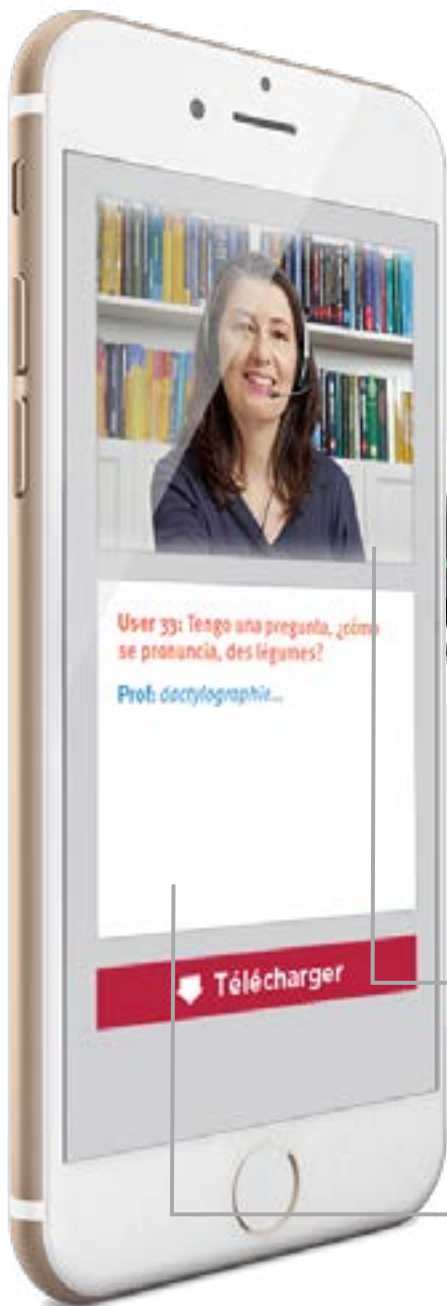 User 33: Tengo una pregunta, ¿cómo
se pronuncia, des légumes?
Prof: dactylographie...
Télécharger